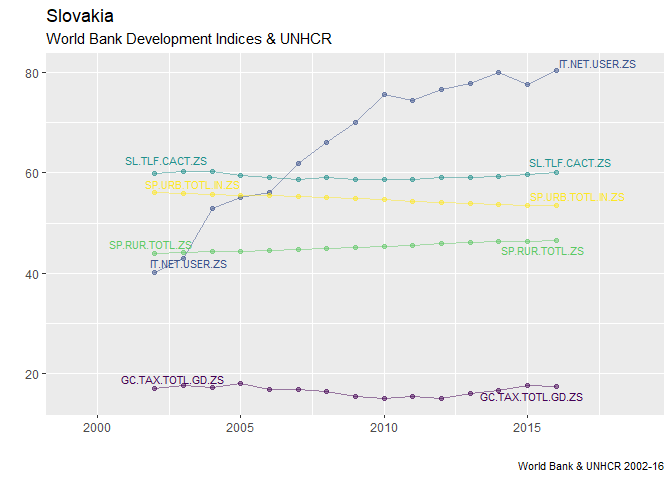 Slovakia
World Bank Development Indices & UNHCR
80
IT.NET.USER.ZS
SL.TLF.CACT.ZS
SL.TLF.CACT.ZS
60
SP.URB.TOTL.IN.ZS
SP.URB.TOTL.IN.ZS
SP.RUR.TOTL.ZS
SP.RUR.TOTL.ZS
IT.NET.USER.ZS
40
GC.TAX.TOTL.GD.ZS
20
GC.TAX.TOTL.GD.ZS
2000 2005 2010 2015
World Bank & UNHCR 2002-16